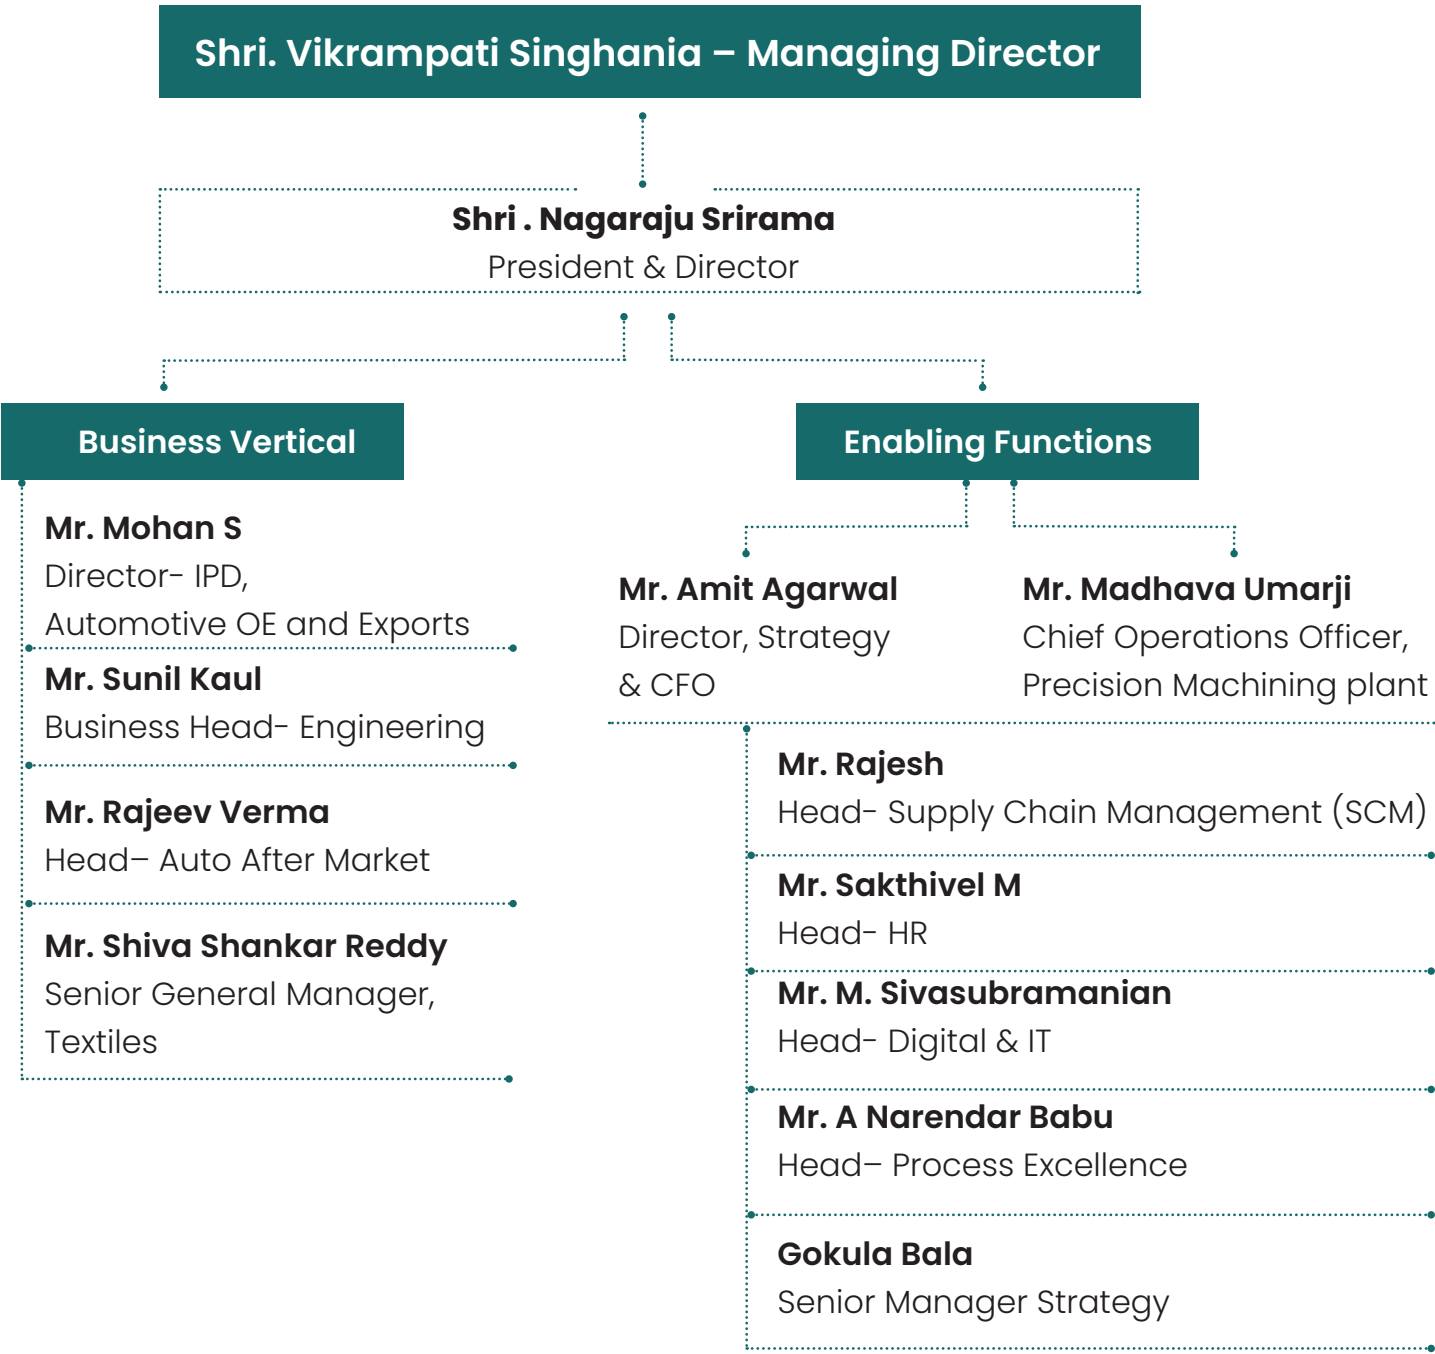 Shri. Vikrampati Singhania – Managing Director
Shri . Nagaraju Srirama
President & Director
Business Vertical
Mr. Mohan S
Director- IPD,
Automotive OE and Exports
Mr. Sunil Kaul
Business Head- Engineering
Mr. Rajeev Verma
Head– Auto After Market
Mr. Shiva Shankar Reddy
Senior General Manager,
Textiles
Enabling Functions
Mr. Amit Agarwal
Director, Strategy
& CFO
Mr. Madhava Umarji
Chief Operations Officer,
Precision Machining plant
Mr. Rajesh
Head- Supply Chain Management (SCM)
Mr. Sakthivel M
Head- HR
Mr. M. Sivasubramanian
Head- Digital & IT
Mr. A Narendar Babu
Head– Process Excellence
Gokula Bala
Senior Manager Strategy